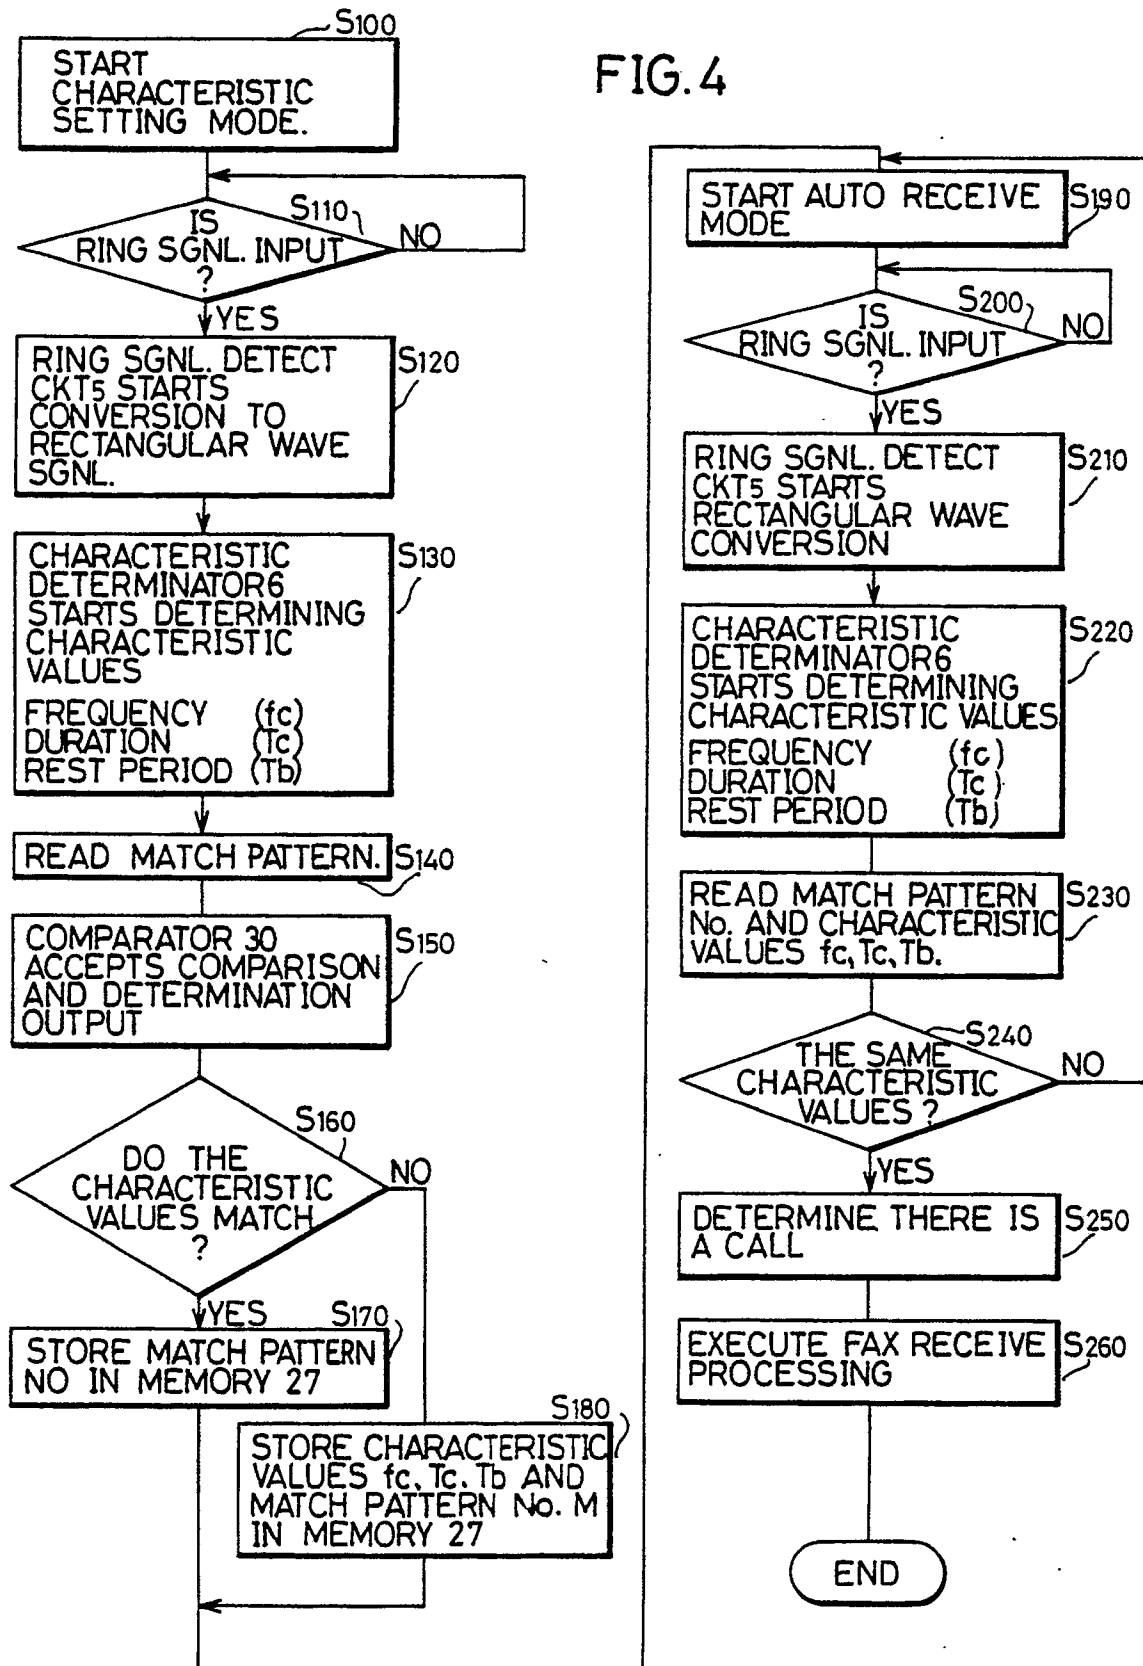 FIG. 4
S100
START
CHARACTERISTIC
SETTING MODE.
S110
IS
RING SGNL. INPUT
?
NO
YES
S120
RING SGNL. DETECT
CKT5 STARTS
CONVERSION TO
RECTANGULAR WAVE
SGNL.
S130
CHARACTERISTIC
DETERMINATOR6
STARTS DETERMINING
CHARACTERISTIC
VALUES
FREQUENCY (fc)
DURATION (Tc)
REST PERIOD (Tb)
READ MATCH PATTERN.
S140
COMPARATOR 30
ACCEPTS COMPARISON
AND DETERMINATION
OUTPUT
S150
S160
DO THE
CHARACTERISTIC
VALUES MATCH
?
NO
YES
S170
STORE MATCH PATTERN
NO IN MEMORY 27
S180
STORE CHARACTERISTIC
VALUES fc, Tc. Tb AND
MATCH PATTERN No. M
IN MEMORY 27
START AUTO RECEIVE
MODE
S190
S200
IS
RING SGNL. INPUT
?
NO
YES
RING SGNL. DETECT
CKT5 STARTS
RECTANGULAR WAVE
CONVERSION
S210
CHARACTERISTIC
DETERMINATOR6
STARTS DETERMINING
CHARACTERISTIC VALUES
FREQUENCY (fc)
DURATION (Tc)
REST PERIOD (Tb)
S220
READ MATCH PATTERN
No. AND CHARACTERISTIC
VALUES fc, Tc, Tb.
S230
S240
THE SAME
CHARACTERISTIC
VALUES ?
NO
YES
DETERMINE THERE IS
A CALL
S250
EXECUTE FAX RECEIVE
PROCESSING
S260
END